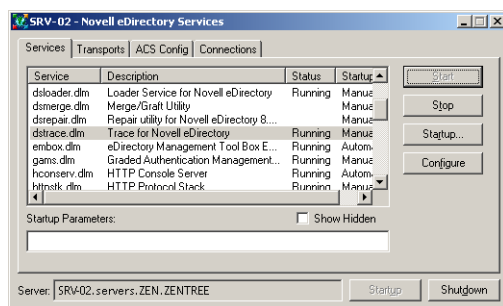 SRV-02 - Novell eDirectory Services
Services Transports ACS Config Connections
Service Description Status Startup
dsloader.dlm Loader Service for Novell eDirectory Running Manua
dsmerge.dlm Merge/Graft Utility Manua
dsrepair.dlm Repair utility for Novell eDirectory 8.... Manua
dstrace.dlm Trace for Novell eDirectory Running Manua
embox.dlm eDirectory Management Tool Box E... Running Autom
gams.dlm Graded Authentication Management... Running Manua
hconserv.dlm HTTP Console Server Running Autom
httpstk.dlm HTTP Protocol Stack Running Manua
Start
Stop
Startup...
Configure
Startup Parameters:
Show Hidden
Server: SRV-02.servers.ZEN.ZENTREE
Startup
Shutdown